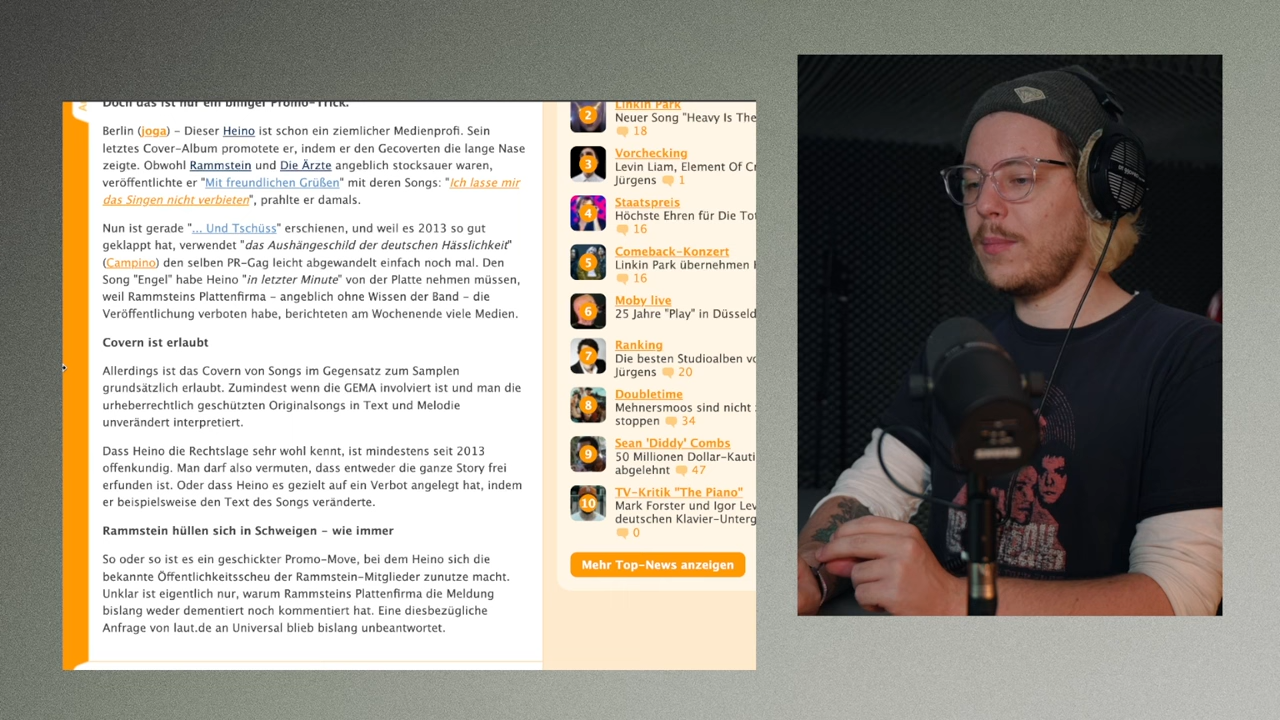 Doch das ist nur ein billiger Promo-Trick.
Berlin (joga) – Dieser Heino ist schon ein ziemlicher Medienprofi. Sein
letztes Cover-Album promotete er, indem er den Gecoverten die lange Nase
zeigte. Obwohl Rammstein und Die Ärzte angeblich stocksauer waren,
veröffentlichte er "Mit freundlichen Grüßen" mit deren Songs: "Ich lasse mir
das Singen nicht verbieten", prahlte er damals.
Nun ist gerade "... Und Tschüss" erschienen, und weil es 2013 so gut
geklappt hat, verwendet "das Aushängeschild der deutschen Hässlichkeit"
(Campino) den selben PR-Gag leicht abgewandelt einfach noch mal. Den
Song "Engel" habe Heino "in letzter Minute" von der Platte nehmen müssen,
weil Rammsteins Plattenfirma – angeblich ohne Wissen der Band – die
Veröffentlichung verboten habe, berichteten am Wochenende viele Medien.
Covern ist erlaubt
Allerdings ist das Covern von Songs im Gegensatz zum Samplen
grundsätzlich erlaubt. Zumindest wenn die GEMA involviert ist und man die
urheberrechtlich geschützten Originalsongs in Text und Melodie
unverändert interpretiert.
Dass Heino die Rechtslage sehr wohl kennt, ist mindestens seit 2013
offenkundig. Man darf also vermuten, dass entweder die ganze Story frei
erfunden ist. Oder dass Heino es gezielt auf ein Verbot angelegt hat, indem
er beispielsweise den Text des Songs veränderte.
Rammstein hüllen sich in Schweigen – wie immer
So oder so ist es ein geschickter Promo-Move, bei dem Heino sich die
bekannte Öffentlichkeitsscheu der Rammstein-Mitglieder zunutze macht.
Unklar ist eigentlich nur, warum Rammsteins Plattenfirma die Meldung
bislang weder dementiert noch kommentiert hat. Eine diesbezügliche
Anfrage von laut.de an Universal blieb bislang unbeantwortet.
2
Linkin Park
Neuer Song "Heavy Is The
18
3
Vorchecking
Levin Liam, Element Of
Jürgens 1
4
Staatspreis
Höchste Ehren für Die
16
5
Comeback-Konzert
Linkin Park übernehmen
16
6
Moby live
25 Jahre "Play" in
7
Ranking
Die besten Studioalben
Jürgens 20
8
Doubletime
Mehnersmoos sind nicht
stoppen 34
9
Sean 'Diddy' Combs
50 Millionen
abgelehnt 47
10
TV-Kritik "The Piano"
Mark Forster und Igor
deutschen
0
Mehr Top-News anzeigen
SHURE